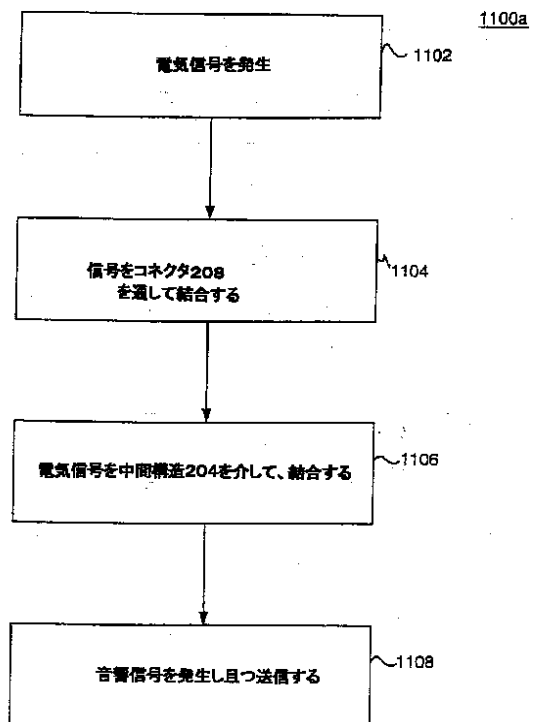 1100a
電気信号を発生
1102
信号をコネクタ208
を通して結合する
1104
電気信号を中間構造204を介して、結合する
1106
音響信号を発生し且つ送信する
1108